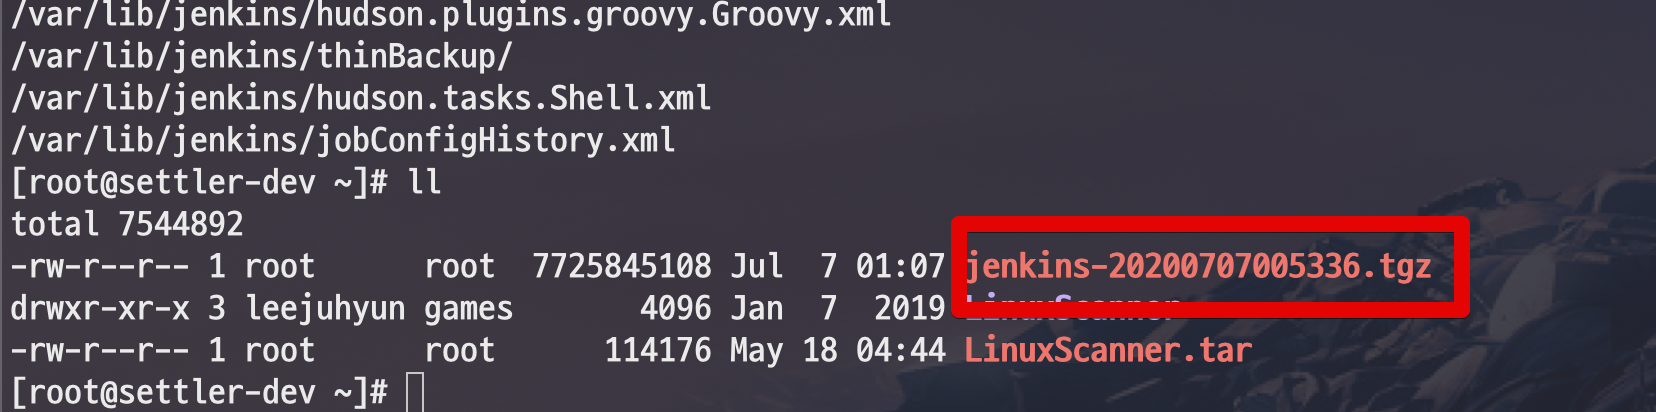 /var/lib/jenkins/hudson.plugins.groovy.Groovy.xml
/var/lib/jenkins/thinBackup/
/var/lib/jenkins/hudson.tasks.Shell.xml
/var/lib/jenkins/jobConfigHistory.xml
[root@settler-dev ~]# ll
total 7544892
-rw-r--r-- 1 root      root  7725845108 Jul  7 01:07 jenkins-20200707005336.tgz
drwxr-xr-x 3 leejuhyun games       4096 Jan  7  2019 LinuxScanner
-rw-r--r-- 1 root      root      114176 May 18 04:44 LinuxScanner.tar
[root@settler-dev ~]#